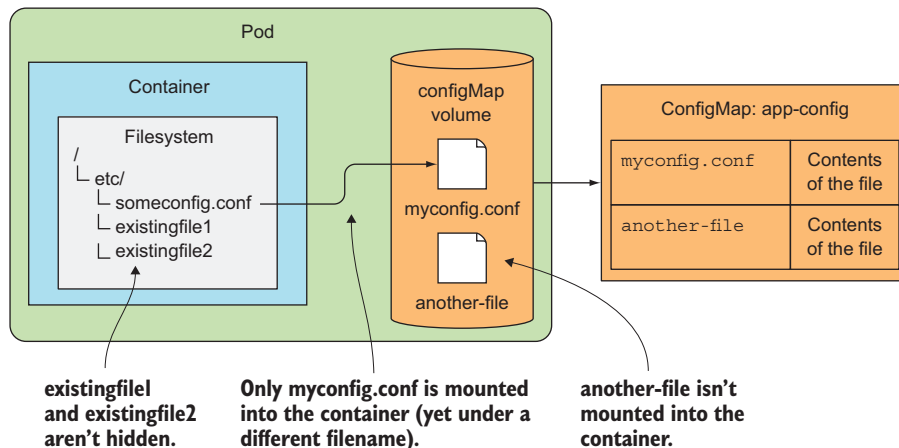 Pod
Container
Filesystem
/
etc/
someconfig.conf
existingfile1
existingfile2
configMap
volume
myconfig.conf
another-file
ConfigMap: app-config
myconfig.conf
Contents
of the file
another-file
Contents
of the file
existingfileI
and existingfile2
aren't hidden.
Only myconfig.conf is mounted
into the container (yet under a
different filename).
another-file isn't
mounted into the
container.